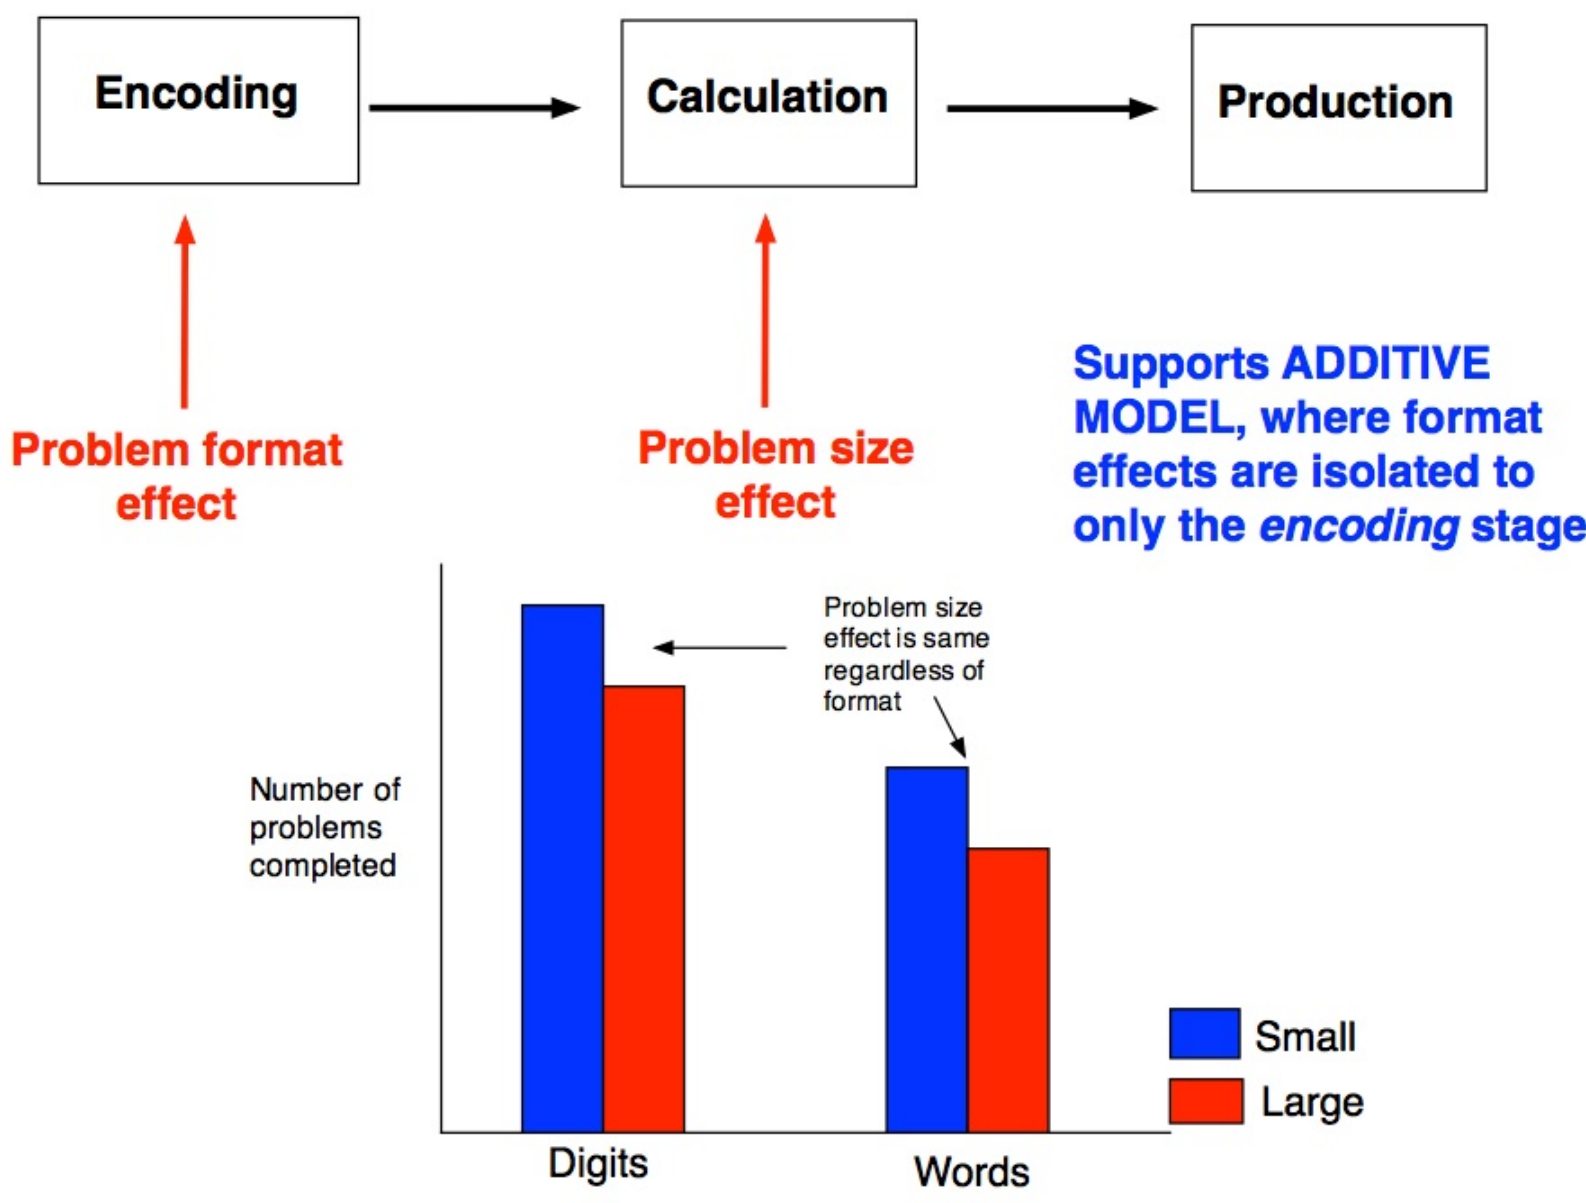 Encoding
Calculation
Production
Problem format
effect
Problem size
effect
Supports ADDITIVE
MODEL, where format
effects are isolated to
only the encoding stage
Problem size
effect is same
regardless of
format
Number of
problems
completed
Small
Large
Digits
Words